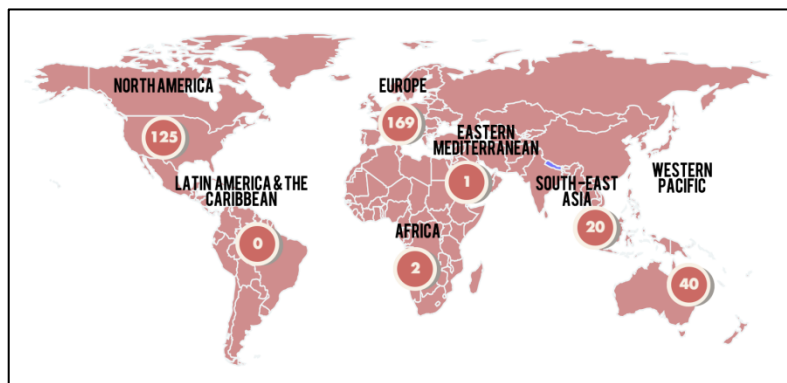 NORTH AMERICA
125
EUROPE
169
EASTERN
MEDITERRANEAN
1
LATIN AMERICA & THE
CARIBBEAN
0
AFRICA
2
SOUTH-EAST
ASIA
20
WESTERN
PACIFIC
40